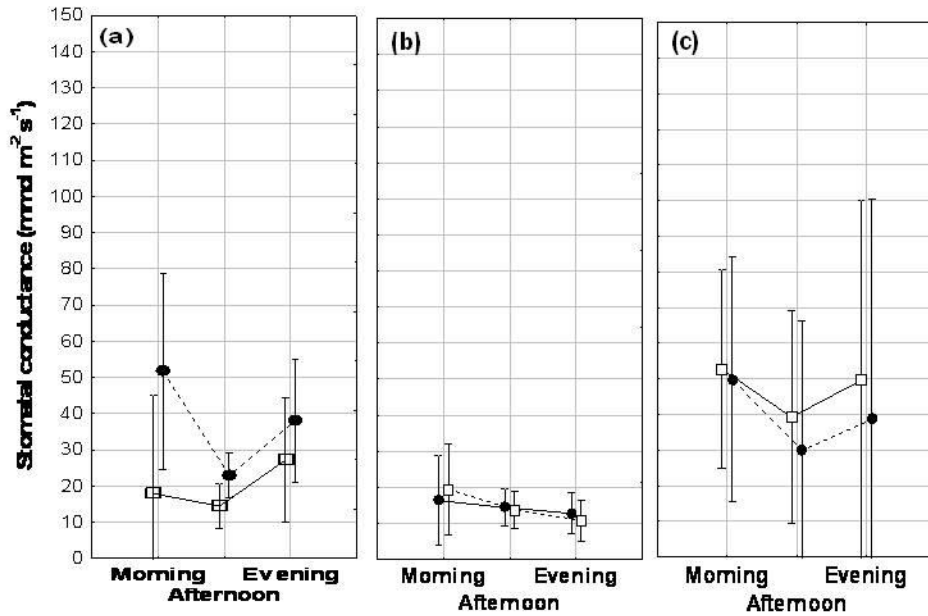 150
140
130
120
110
100
90
80
70
60
50
40
30
20
10
0
Stomatal conductance (mmol m-2 s-1)
(a)
(b)
(c)
Morning Evening
Afternoon
Morning Evening
Afternoon
Morning Evening
Afternoon